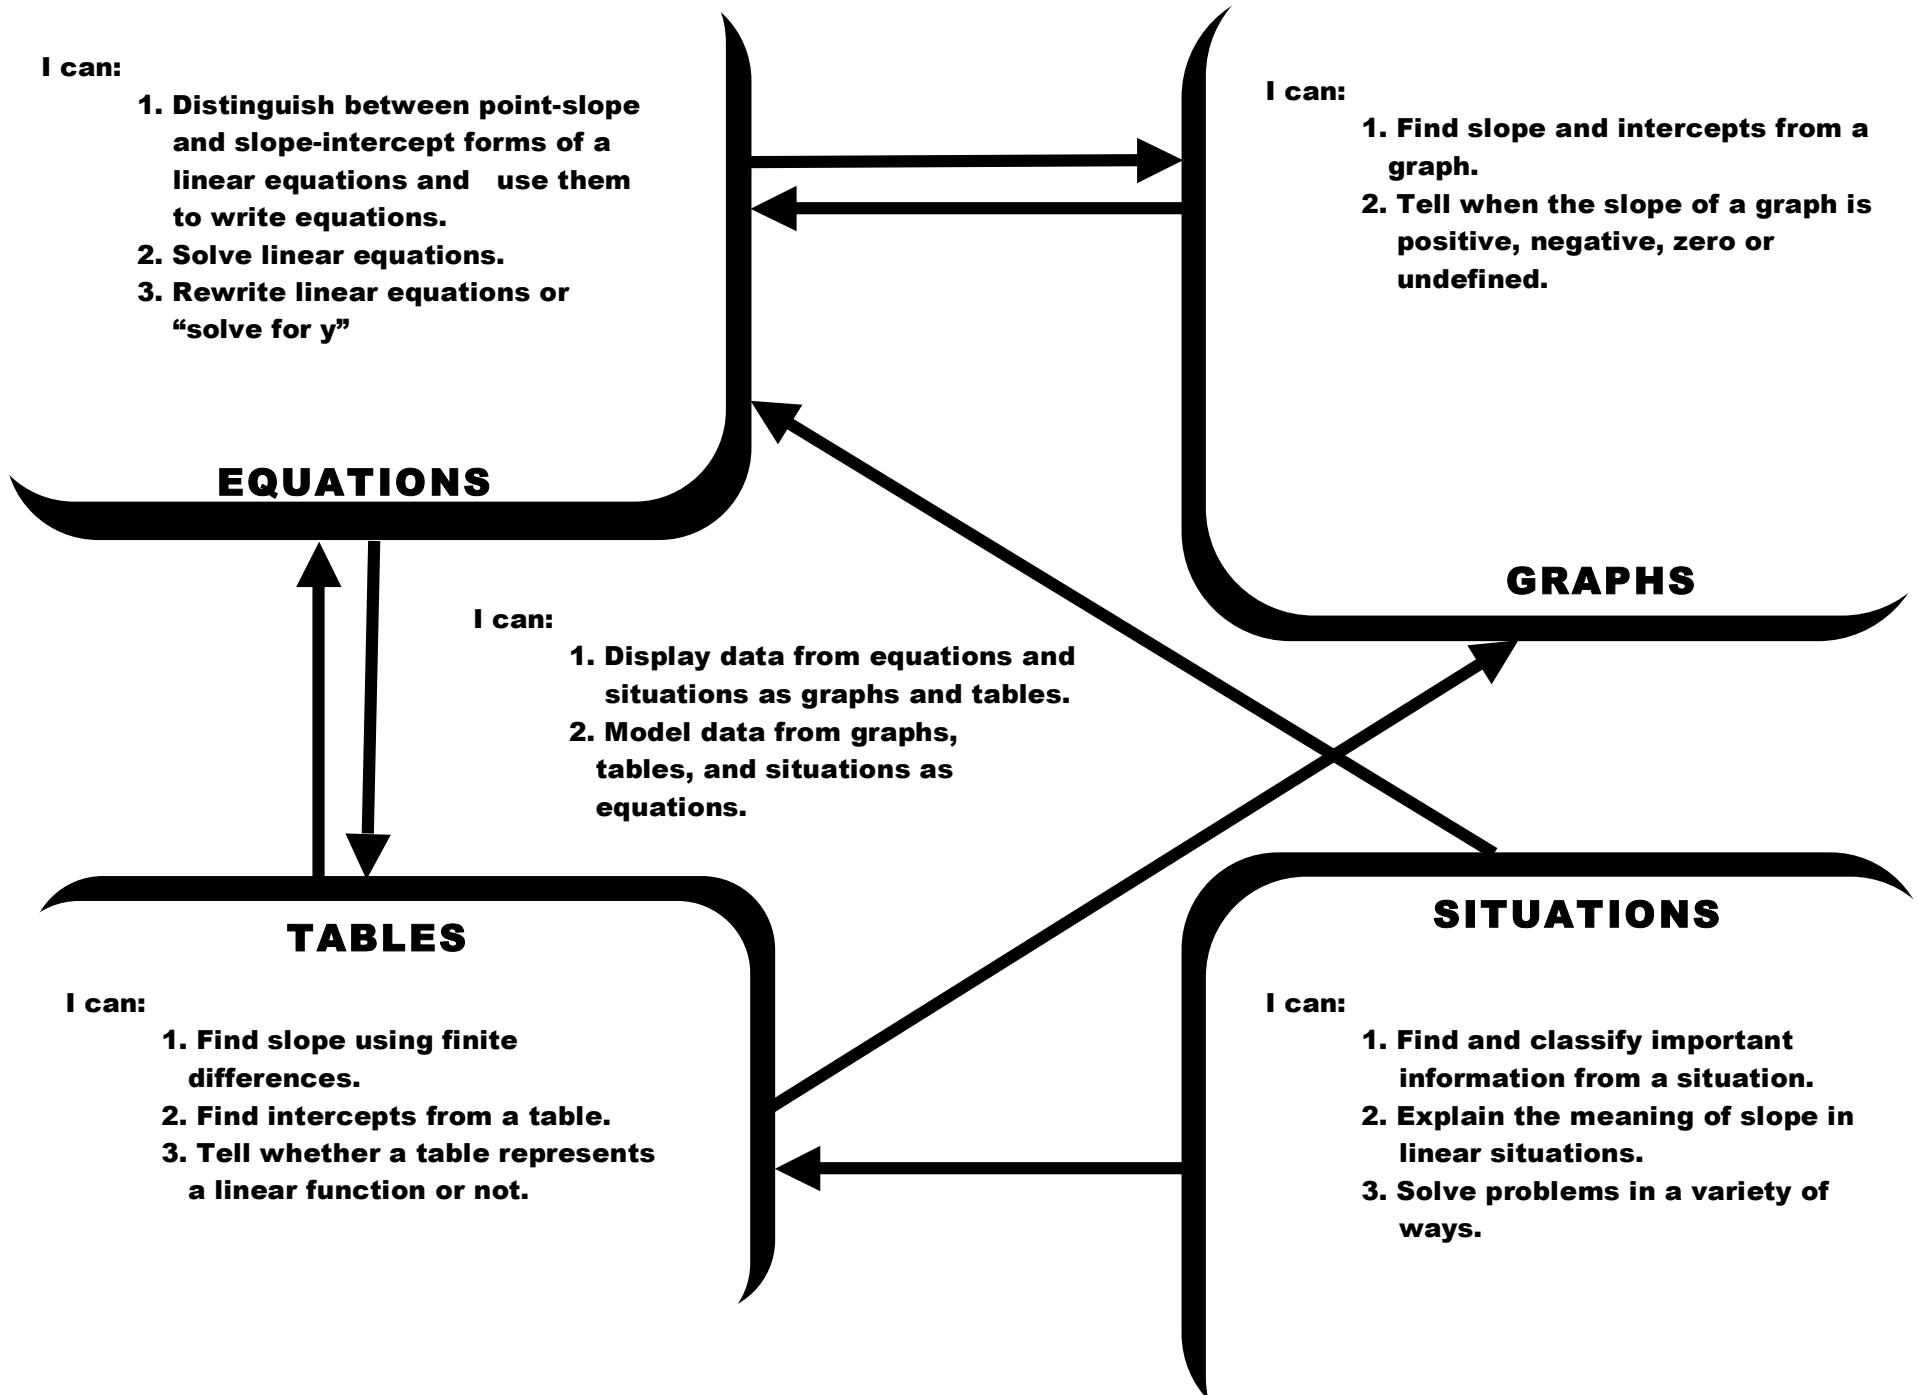 I can:
1. Distinguish between point-slope
and slope-intercept forms of a
linear equations and use them
to write equations.
2. Solve linear equations.
3. Rewrite linear equations or
“solve for y”
EQUATIONS
I can:
1. Find slope and intercepts from a
graph.
2. Tell when the slope of a graph is
positive, negative, zero or
undefined.
GRAPHS
I can:
1. Display data from equations and
situations as graphs and tables.
2. Model data from graphs,
tables, and situations as
equations.
TABLES
I can:
1. Find slope using finite
differences.
2. Find intercepts from a table.
3. Tell whether a table represents
a linear function or not.
SITUATIONS
I can:
1. Find and classify important
information from a situation.
2. Explain the meaning of slope in
linear situations.
3. Solve problems in a variety of
ways.